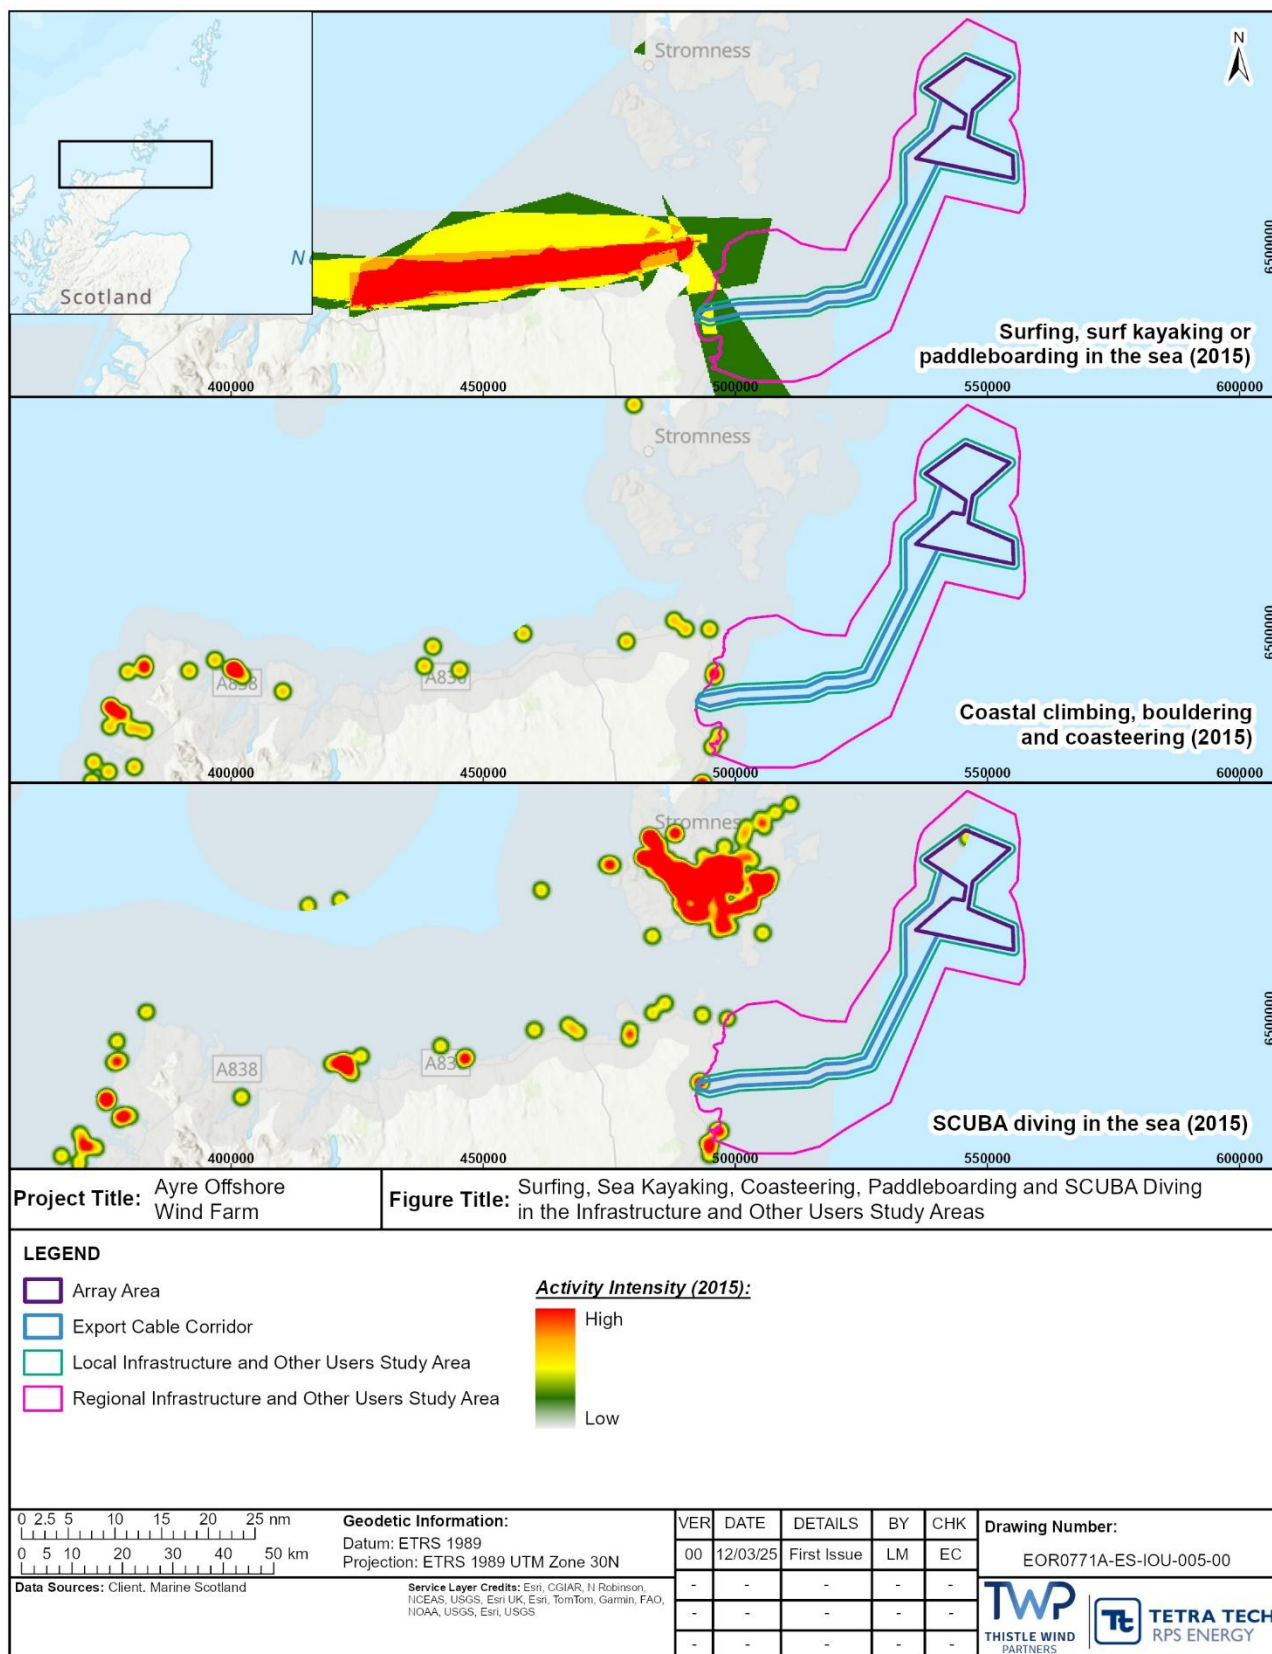 Scotland
N
Stromness
N
6500000
Surfing, surf kayaking or
paddleboarding in the sea (2015)
400000 450000 500000 550000 600000
Stromness
6500000
A838
Coastal climbing, bouldering
and coasteering (2015)
400000 450000 500000 550000 600000
Stromness
6500000
A838
SCUBA diving in the sea (2015)
400000 450000 500000 550000 600000
Project Title: Ayre Offshore
Wind Farm
Figure Title: Surfing, Sea Kayaking, Coasteering, Paddleboarding and SCUBA Diving
in the Infrastructure and Other Users Study Areas
LEGEND
Array Area
Export Cable Corridor
Local Infrastructure and Other Users Study Area
Regional Infrastructure and Other Users Study Area
Activity Intensity (2015):
High
Low
0 2.5 5 10 15 20 25 nm
0 5 10 20 30 40 50 km
Geodetic Information:
Datum: ETRS 1989
Projection: ETRS 1989 UTM Zone 30N
Data Sources: Client. Marine Scotland
Service Layer Credits: Esri, CGIAR, N Robinson,
NCEAS, USGS, Esri UK, Esri, TomTom, Garmin, FAO,
NOAA, USGS, Esri, USGS
VER DATE DETAILS BY CHK
00 12/03/25 First Issue LM EC
- - - - -
- - - - -
- - - - -
Drawing Number:
EOR0771A-ES-IOU-005-00
TWP
THISTLE WIND
PARTNERS
Tt
TETRA TECH
RPS ENERGY